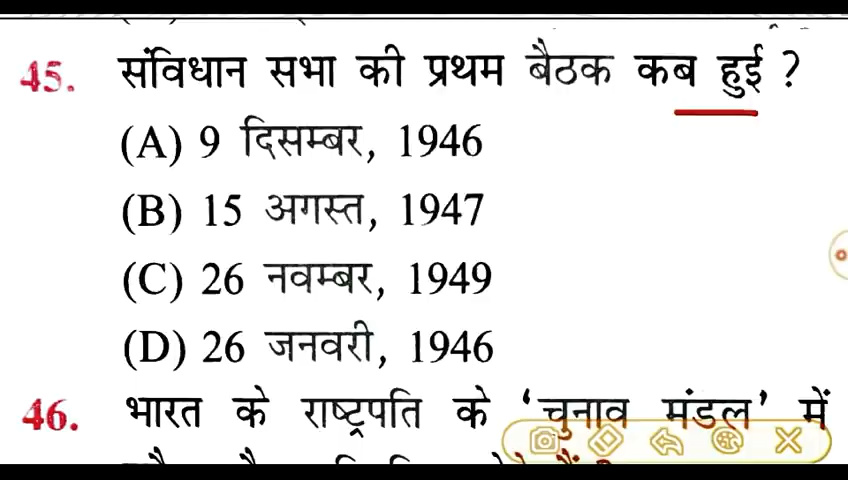 45. संविधान सभा की प्रथम बैठक कब हुई ?
(A) 9 दिसम्बर, 1946
(B) 15 अगस्त, 1947
(C) 26 नवम्बर, 1949
(D) 26 जनवरी, 1946
46. भारत के राष्ट्रपति के ‘चुनाव मंडल’ में